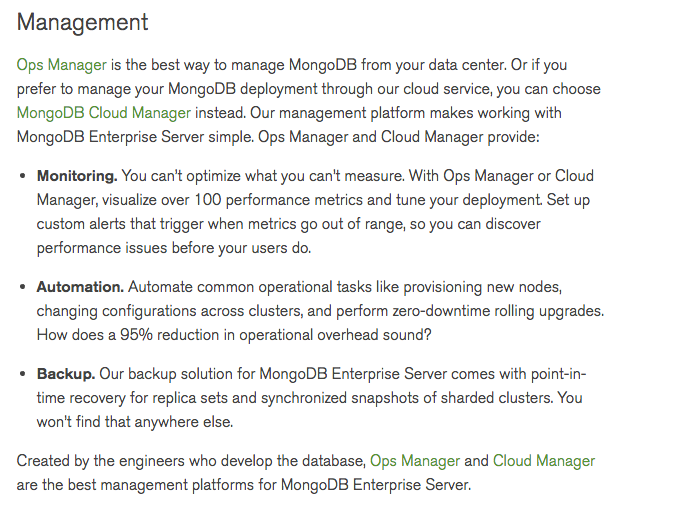 Management
Ops Manager is the best way to manage MongoDB from your data center. Or if you
prefer to manage your MongoDB deployment through our cloud service, you can choose
MongoDB Cloud Manager instead. Our management platform makes working with
MongoDB Enterprise Server simple. Ops Manager and Cloud Manager provide:
• Monitoring. You can't optimize what you can't measure. With Ops Manager or Cloud
Manager, visualize over 100 performance metrics and tune your deployment. Set up
custom alerts that trigger when metrics go out of range, so you can discover
performance issues before your users do.
• Automation. Automate common operational tasks like provisioning new nodes,
changing configurations across clusters, and perform zero-downtime rolling upgrades.
How does a 95% reduction in operational overhead sound?
• Backup. Our backup solution for MongoDB Enterprise Server comes with point-in-
time recovery for replica sets and synchronized snapshots of sharded clusters. You
won't find that anywhere else.
Created by the engineers who develop the database, Ops Manager and Cloud Manager
are the best management platforms for MongoDB Enterprise Server.